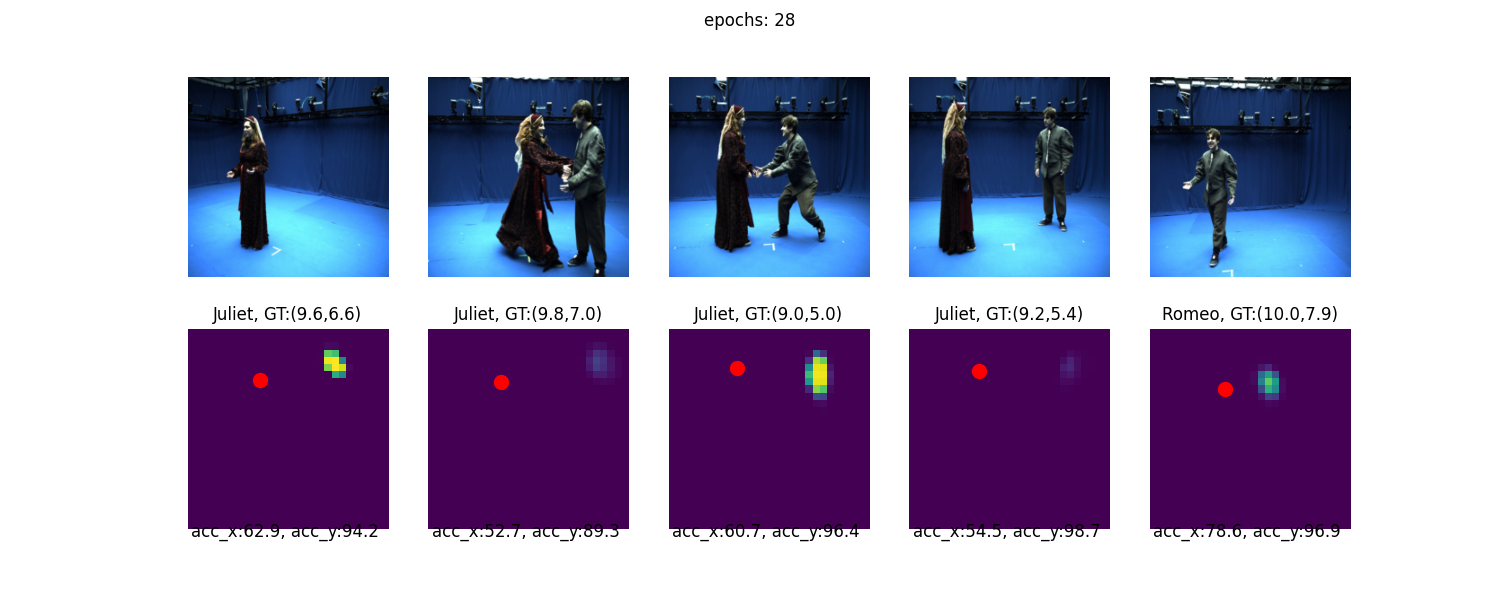 epochs: 28
Juliet, GT:(9.6,6.6)
Juliet, GT:(9.8,7.0)
Juliet, GT:(9.0,5.0)
Juliet, GT:(9.2,5.4)
Romeo, GT:(10.0,7.9)
acc_x:62.9, acc_y:94.2
acc_x:52.7, acc_y:89.3
acc_x:60.7, acc_y:96.4
acc_x:54.5, acc_y:98.7
acc_x:78.6, acc_y:96.9